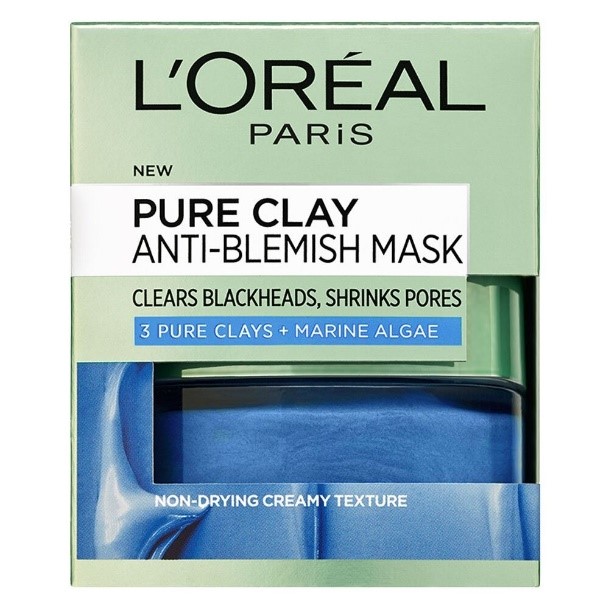 L'ORÉAL
PARiS
NEW
PURE CLAY
ANTI-BLEMISH MASK
CLEARS BLACKHEADS, SHRINKS PORES
3 PURE CLAYS + MARINE ALGAE
NON-DRYING CREAMY TEXTURE